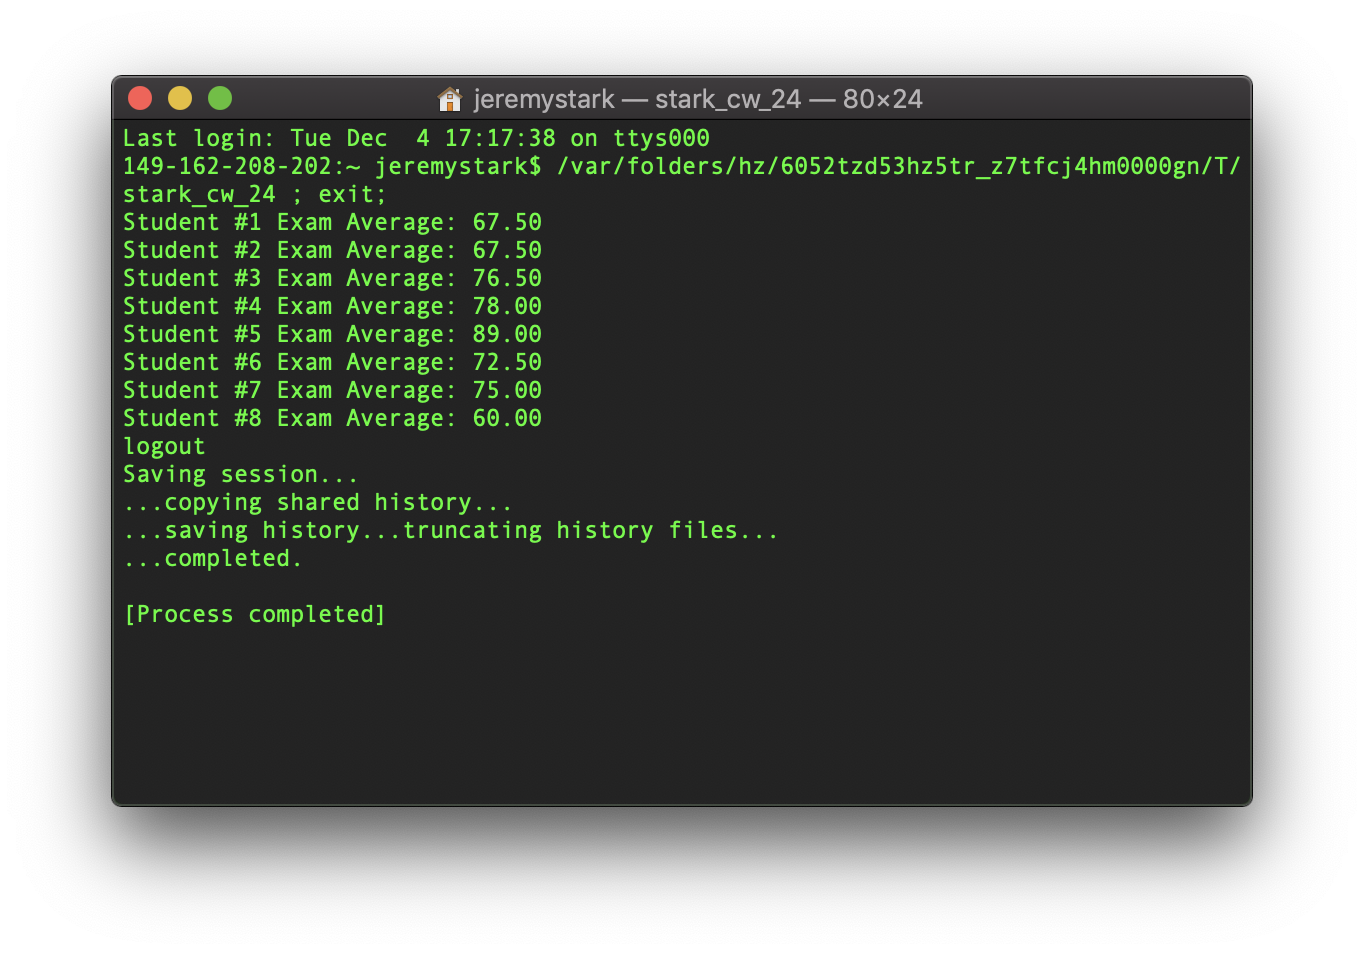 jeremystark — stark_cw_24 — 80×24
Last login: Tue Dec  4 17:17:38 on ttys000
149-162-208-202:~ jeremystark$ /var/folders/hz/6052tzd53hz5tr_z7tfcj4hm0000gn/T/
stark_cw_24 ; exit;
Student #1 Exam Average: 67.50
Student #2 Exam Average: 67.50
Student #3 Exam Average: 76.50
Student #4 Exam Average: 78.00
Student #5 Exam Average: 89.00
Student #6 Exam Average: 72.50
Student #7 Exam Average: 75.00
Student #8 Exam Average: 60.00
logout
Saving session...
...copying shared history...
...saving history...truncating history files...
...completed.
[Process completed]